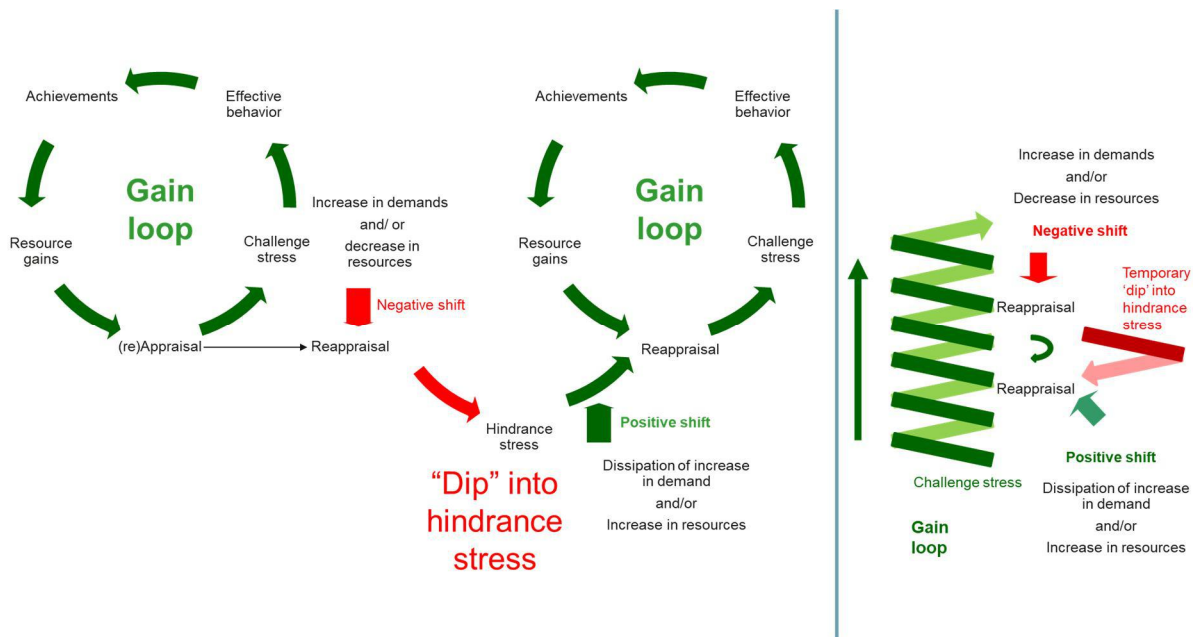 Achievements
Effective
behavior
Gain
loop
Resource
gains
Challenge
stress
(re)Appraisal
Increase in demands
and/ or
decrease in
resources
Negative shift
Reappraisal
Hindrance
stress
"Dip" into
hindrance
stress
Achievements
Effective
behavior
Gain
loop
Resource
gains
Challenge
stress
Reappraisal
Positive shift
Dissipation of increase
in demand
and/or
Increase in resources
Increase in demands
and/or
Decrease in resources
Negative shift
Reappraisal
Temporary
'dip' into
hindrance
stress
Reappraisal
Positive shift
Challenge stress
Dissipation of increase
in demand
and/or
Increase in resources
Gain
loop